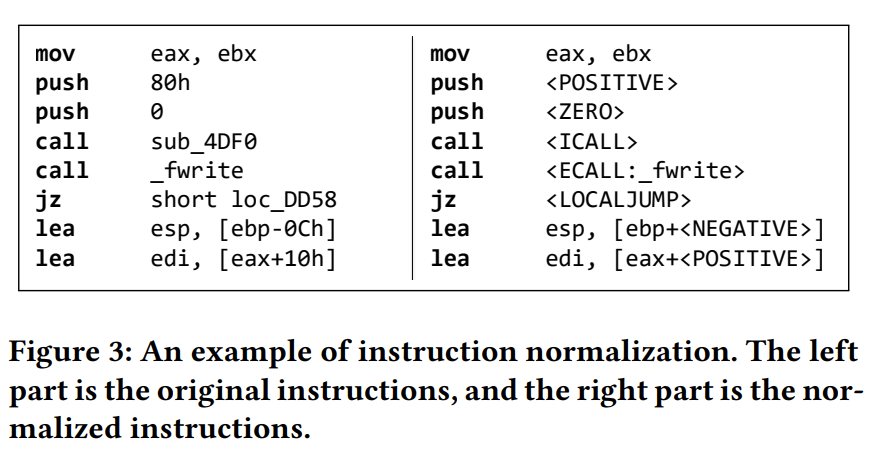 mov eax, ebx mov eax, ebx
push 80h push <POSITIVE>
push 0 push <ZERO>
call sub_4DF0 call <ICALL>
call _fwrite call <ECALL:_fwrite>
jz short loc_DD58 jz <LOCALJUMP>
lea esp, [ebp-0Ch] lea esp, [ebp+<NEGATIVE>]
lea edi, [eax+10h] lea edi, [eax+<POSITIVE>]
Figure 3: An example of instruction normalization. The left
part is the original instructions, and the right part is the nor-
malized instructions.